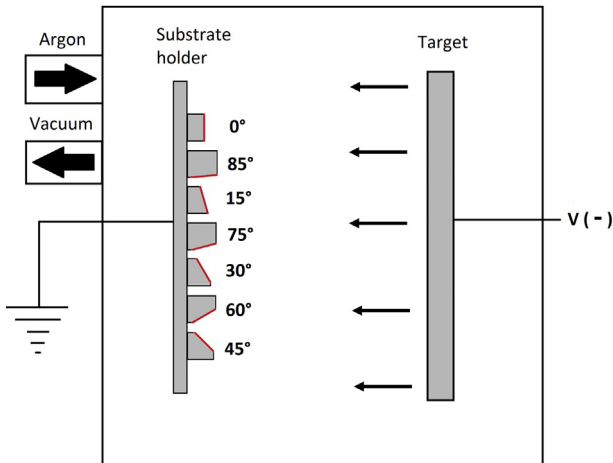 Argon
Substrate
holder
Target
0°
Vacuum
85°
15°
75°
V (-)
30°
60°
45°